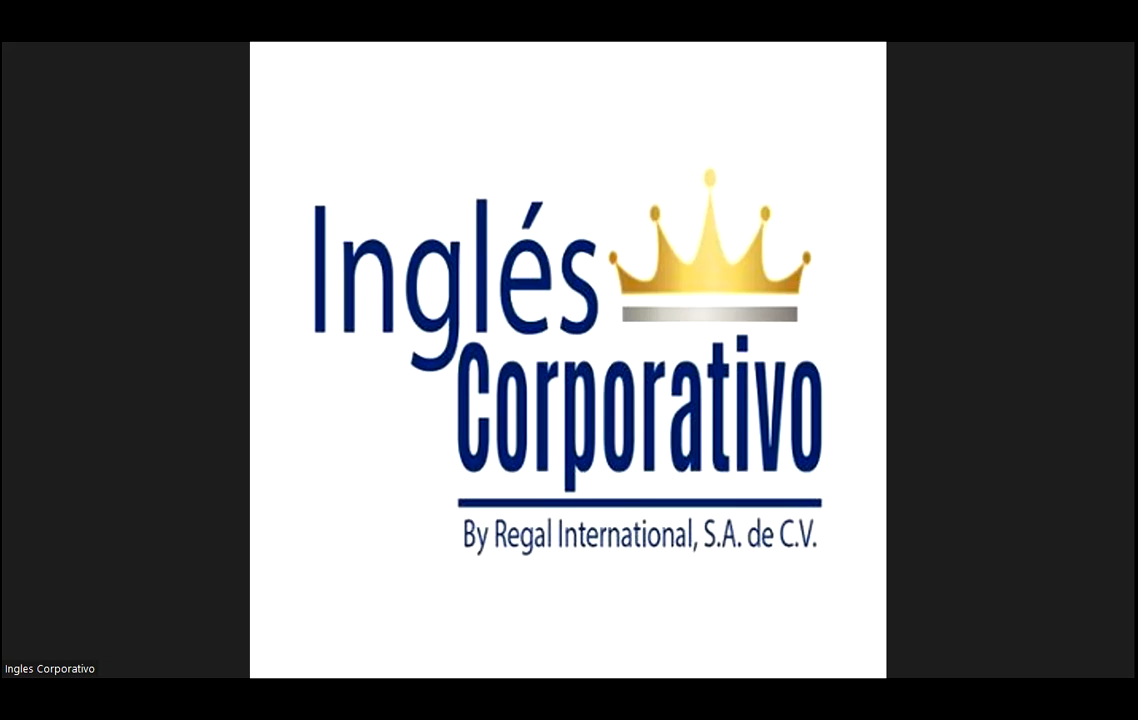 Inglés
Corporativo
By Regal International, S.A. de C.V.
Ingles Corporativo